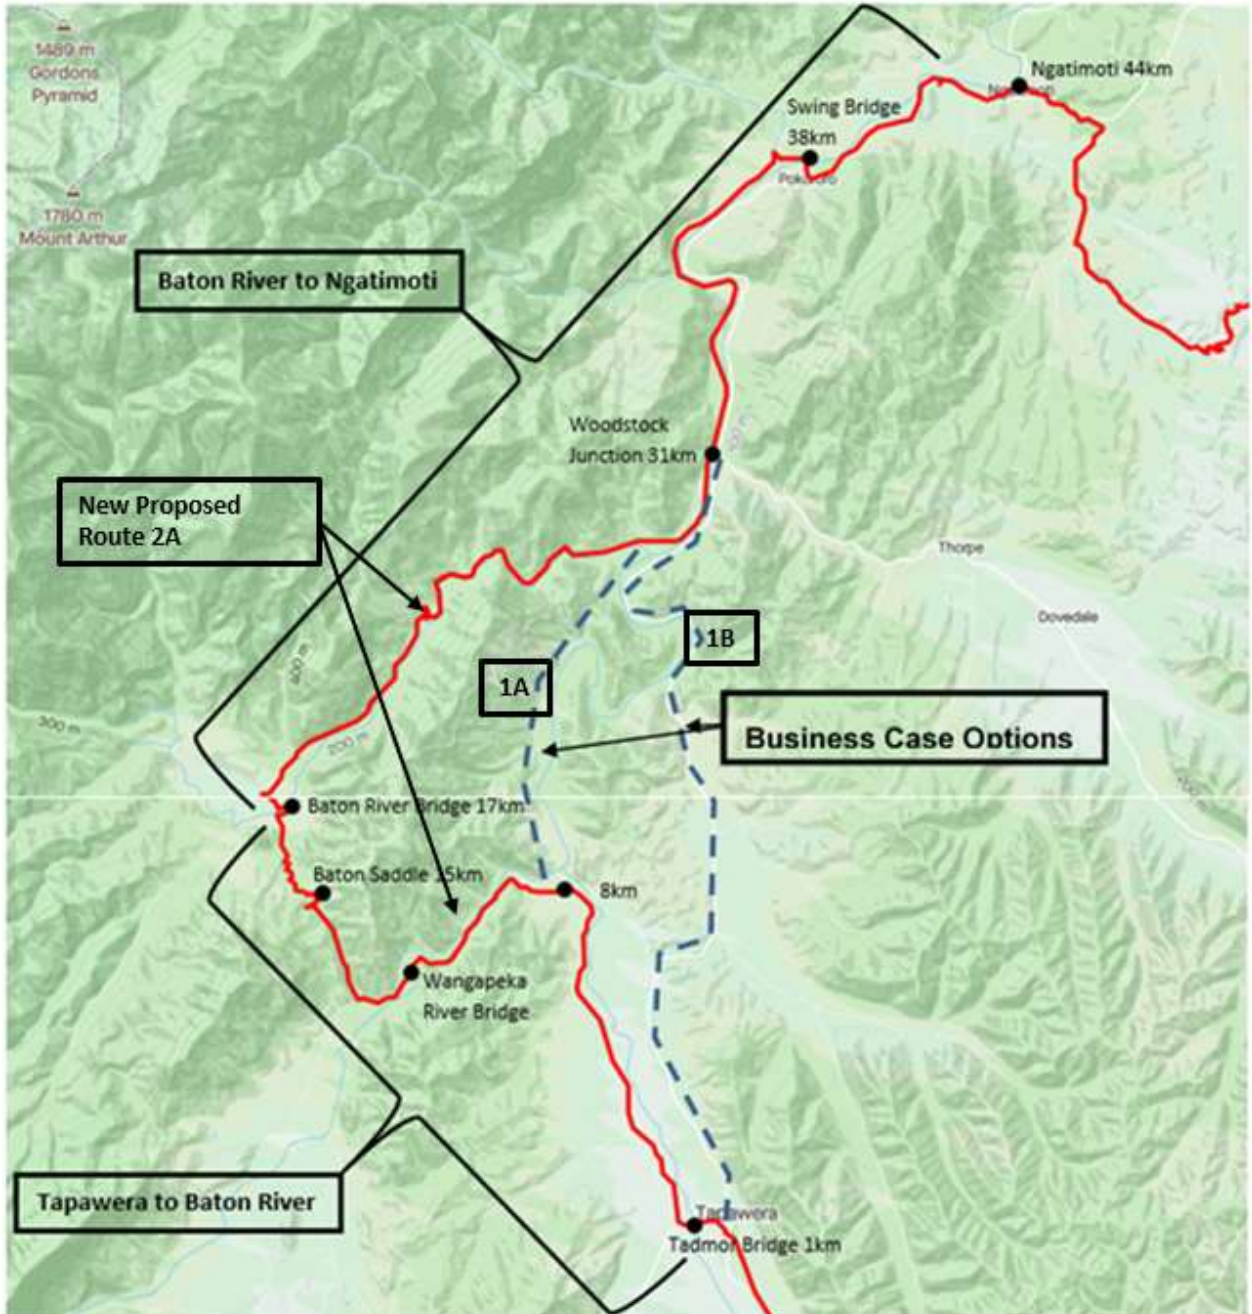 1489 m
Gordons
Pyramid
Ngatimoti 44km
Swing Bridge
38km
1780 m
Mount Arthur
Baton River to Ngatimoti
Woodstock
Junction 31km
New Proposed
Route 2A
Thorpe
Dovedale
1B
400 m
1A
300 m
200 m
Business Case Options
Baton River Bridge 17km
Baton Saddle 15km
8km
Wangapeka
River Bridge
Tapawera to Baton River
Tapawera
Tadmor Bridge 1km